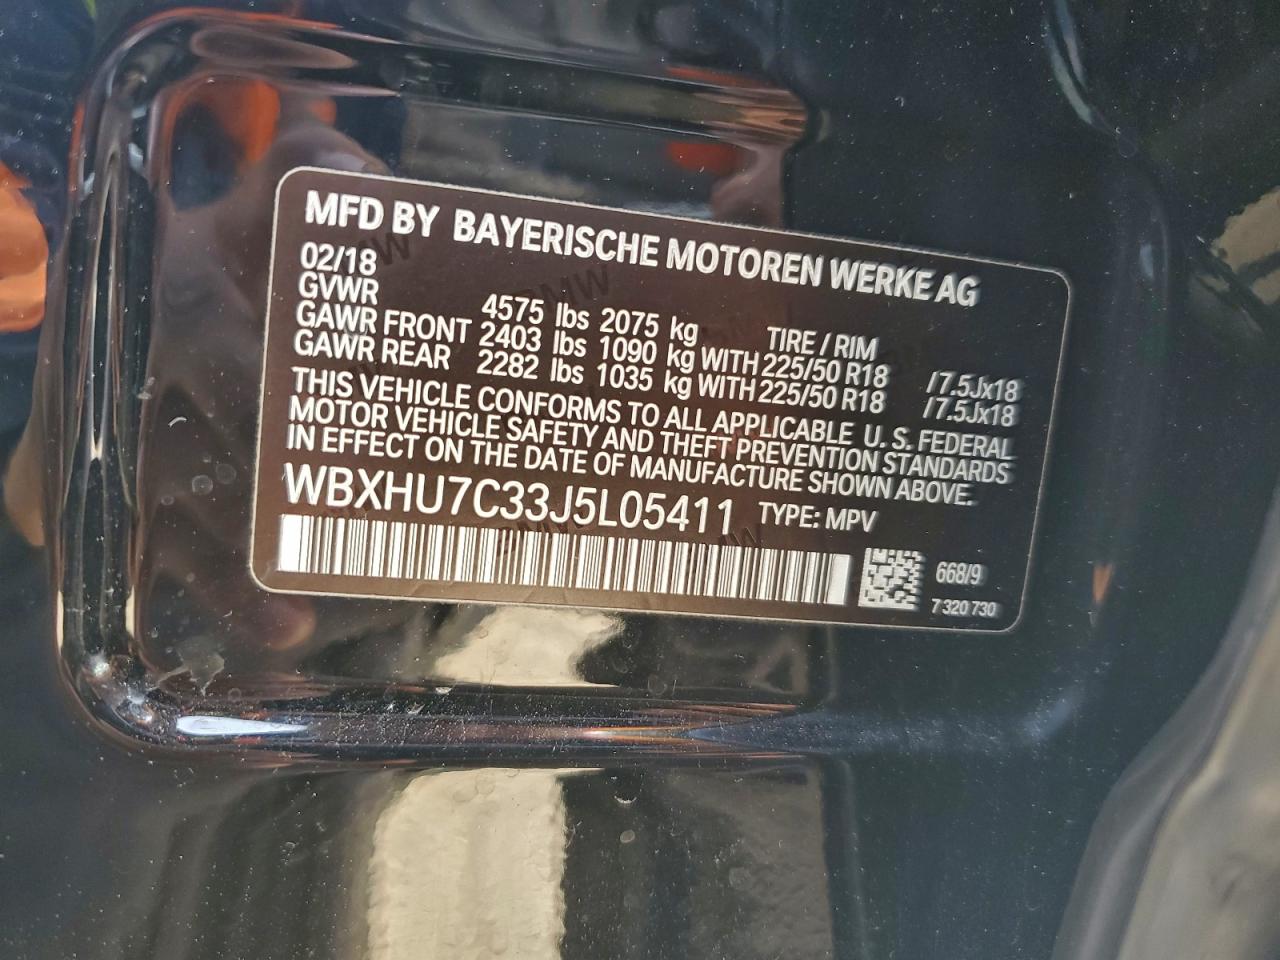 MFD BY BAYERISCHE MOTOREN WERKE AG
02/18
GVWR 4575 lbs 2075 kg TIRE / RIM
GAWR FRONT 2403 lbs 1090 kg WITH 225/50 R18 /7.5Jx18
GAWR REAR 2282 lbs 1035 kg WITH 225/50 R18 /7.5Jx18
THIS VEHICLE CONFORMS TO ALL APPLICABLE U. S. FEDERAL
MOTOR VEHICLE SAFETY AND THEFT PREVENTION STANDARDS
IN EFFECT ON THE DATE OF MANUFACTURE SHOWN ABOVE.
WBXHU7C33J5L05411 TYPE: MPV
668/9
7 320 730